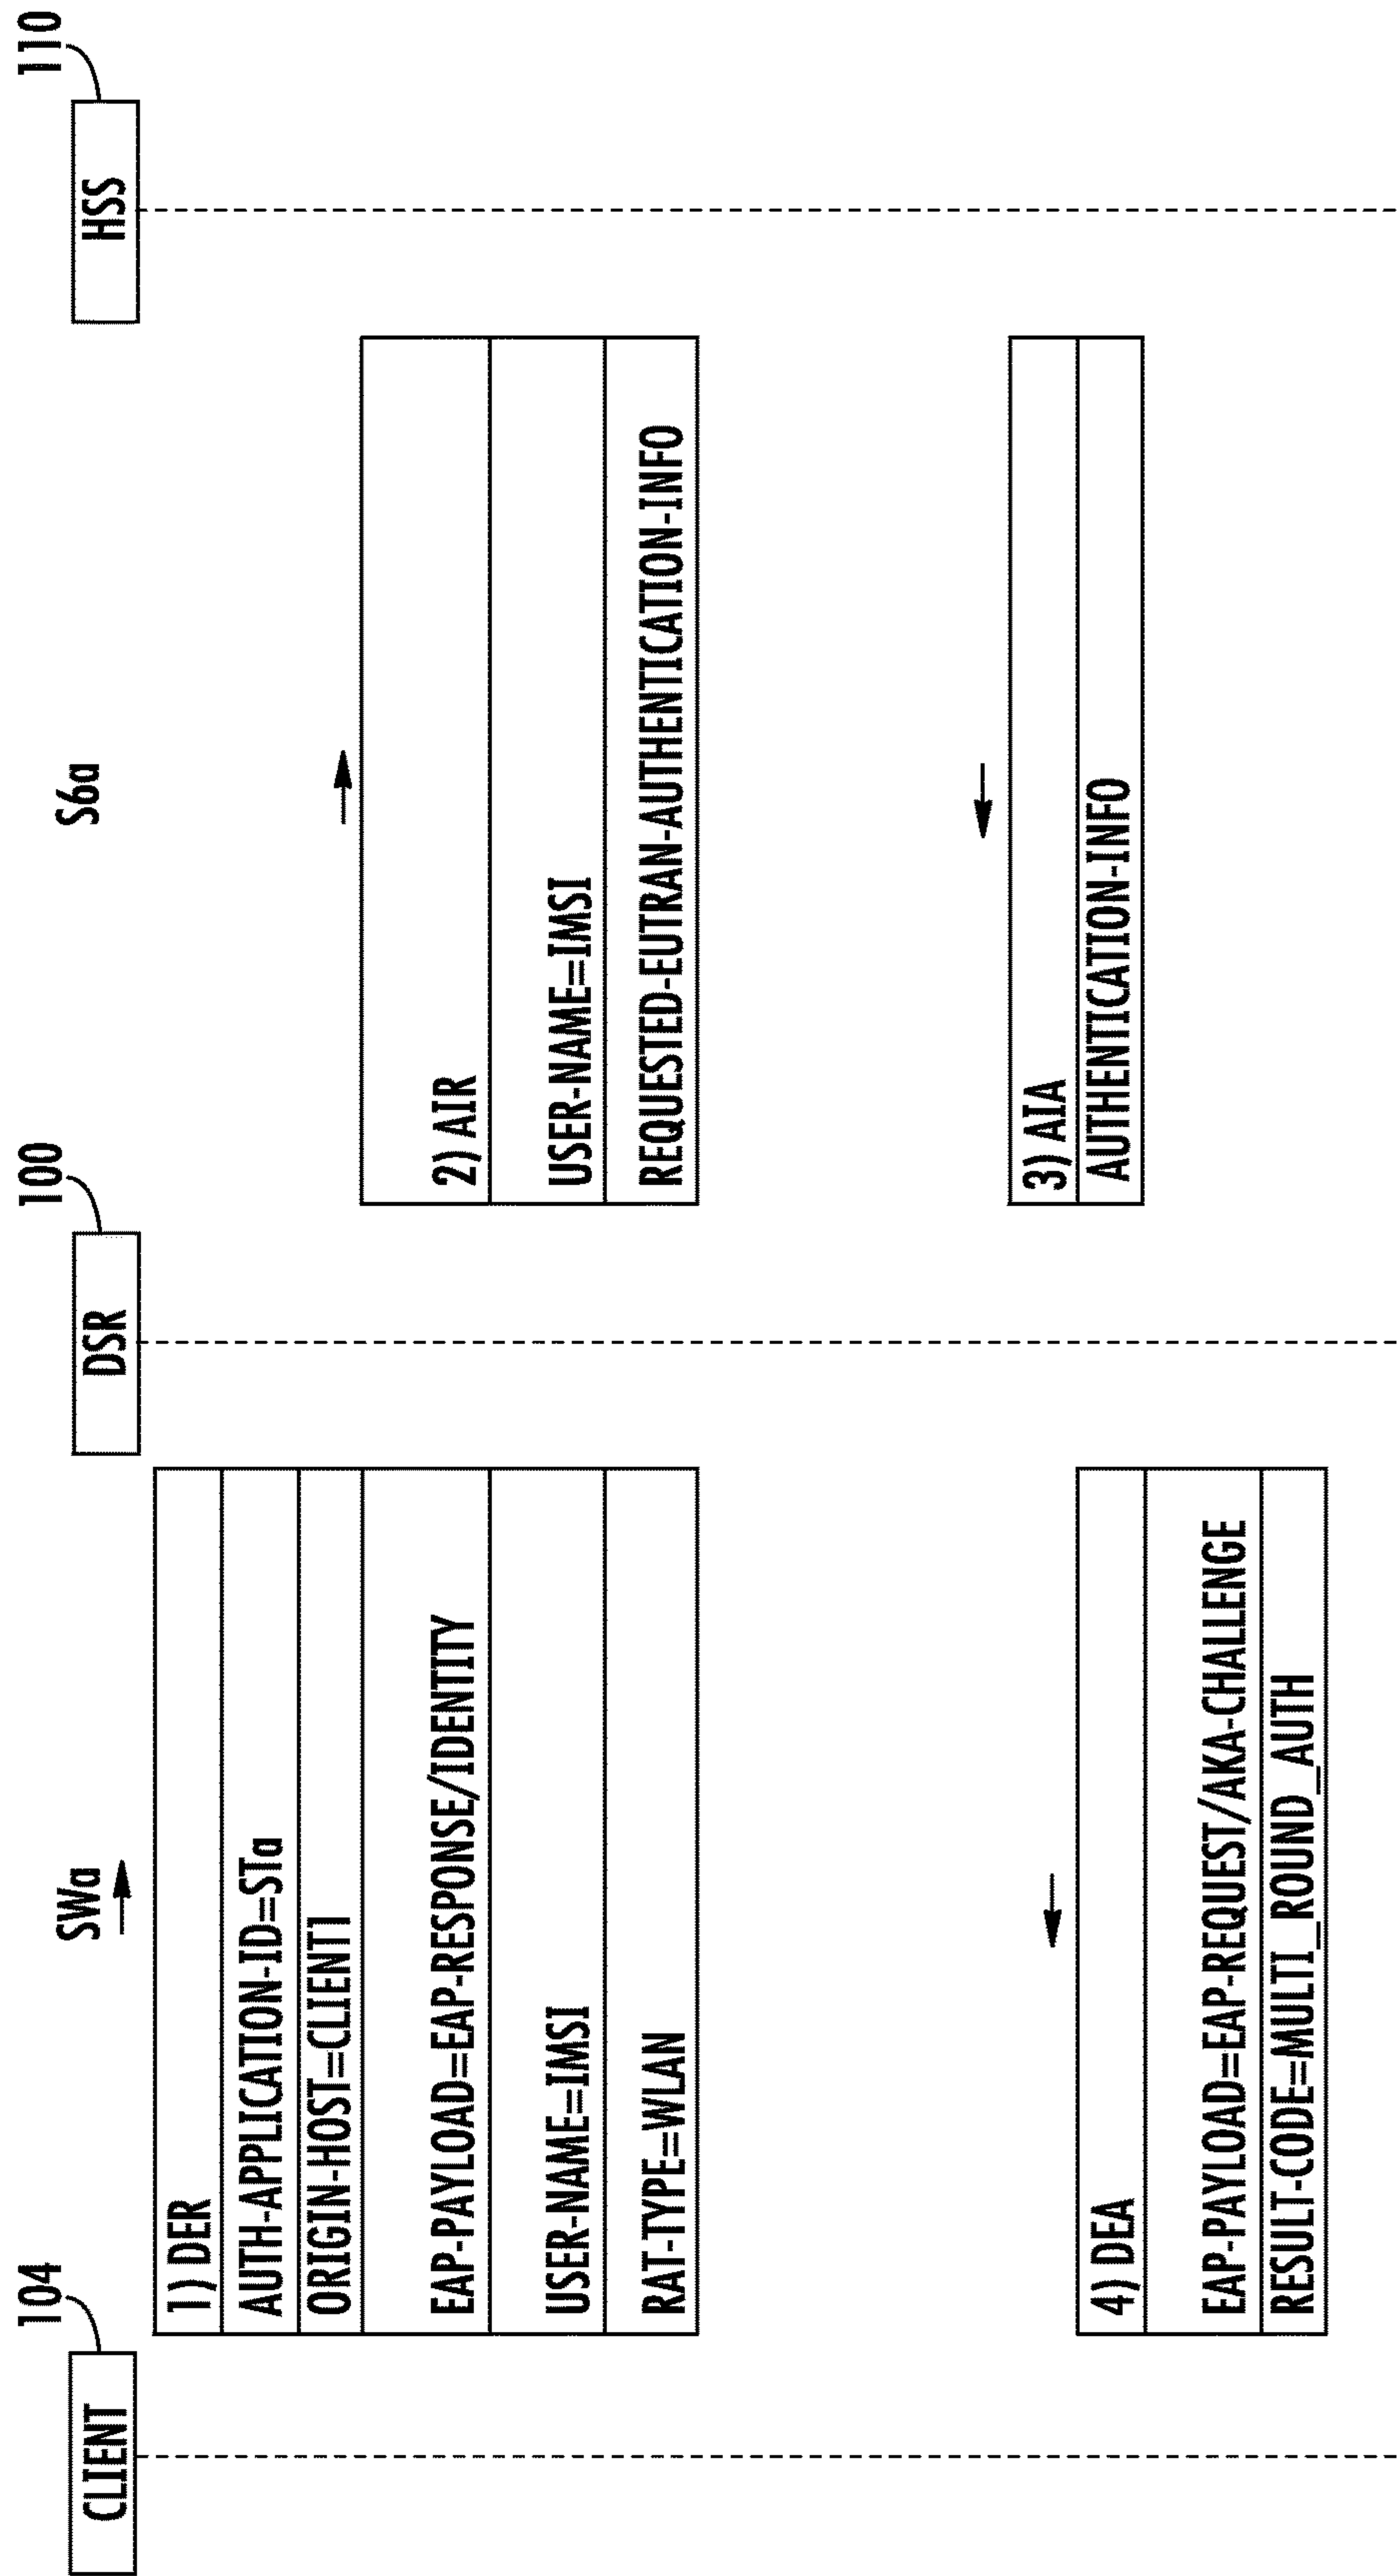 104
CLIENT
SWa
100
DSR
S6a
110
HSS
1) DER
AUTH-APPLICATION-ID=STa
ORIGIN-HOST=CLIENT1
EAP-PAYLOAD=EAP-RESPONSE/IDENTITY
USER-NAME=IMSI
RAT-TYPE=WLAN
2) AIR
USER-NAME=IMSI
REQUESTED-EUTRAN-AUTHENTICATION-INFO
3) AIA
AUTHENTICATION-INFO
4) DEA
EAP-PAYLOAD=EAP-REQUEST/AKA-CHALLENGE
RESULT-CODE=MULTI_ROUND_AUTH